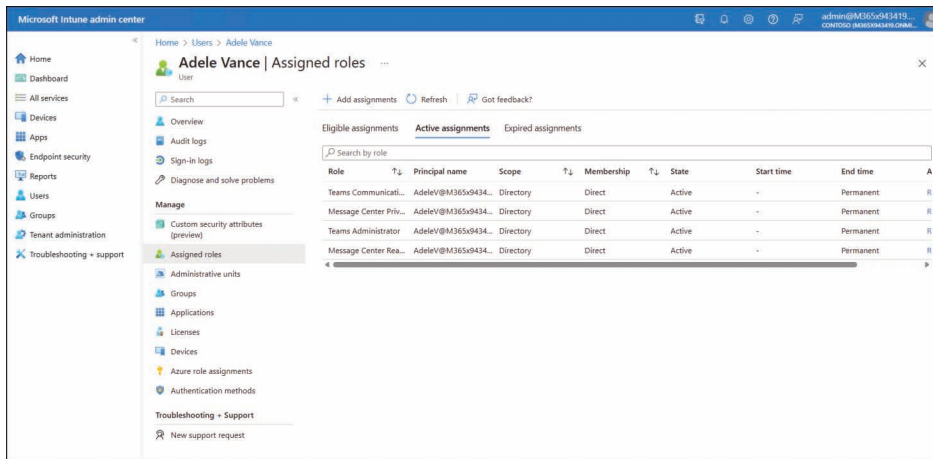 Microsoft Intune admin center
admin@M365x943419...
CONTOSO (M365X943419.ONMI...
«
Home
Dashboard
All services
Devices
Apps
Endpoint security
Reports
Users
Groups
Tenant administration
Troubleshooting + support
Home > Users > Adele Vance
Adele Vance | Assigned roles ...
User
Search «
Overview
Audit logs
Sign-in logs
Diagnose and solve problems
Manage
Custom security attributes
(preview)
Assigned roles
Administrative units
Groups
Applications
Licenses
Devices
Azure role assignments
Authentication methods
Troubleshooting + Support
New support request
+ Add assignments Refresh Got feedback?
Eligible assignments Active assignments Expired assignments
Search by role
Role ↑↓ Principal name Scope ↑↓ Membership ↑↓ State Start time End time A
Teams Communicati... AdeleV@M365x9434... Directory Direct Active - Permanent R
Message Center Priv... AdeleV@M365x9434... Directory Direct Active - Permanent R
Teams Administrator AdeleV@M365x9434... Directory Direct Active - Permanent R
Message Center Rea... AdeleV@M365x9434... Directory Direct Active - Permanent R